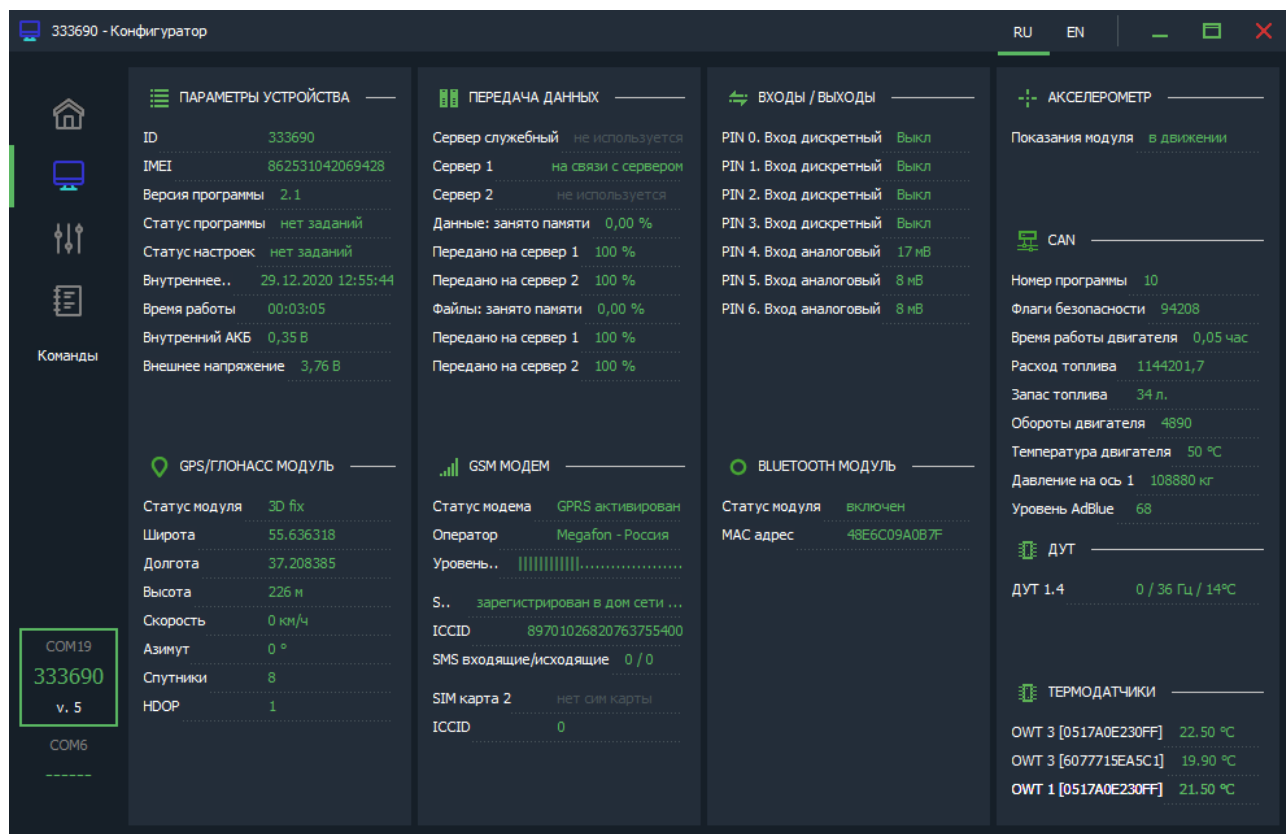 333690 - Конфигуратор
RU EN
Команды
COM19
333690
v. 5
COM6
------
ПАРАМЕТРЫ УСТРОЙСТВА
ID 333690
IMEI 862531042069428
Версия программы 2.1
Статус программы нет заданий
Статус настроек нет заданий
Внутреннее.. 29.12.2020 12:55:44
Время работы 00:03:05
Внутренний АКБ 0,35 В
Внешнее напряжение 3,76 В
GPS/ГЛОНАСС МОДУЛЬ
Статус модуля 3D fix
Широта 55.636318
Долгота 37.208385
Высота 226 м
Скорость 0 км/ч
Азимут 0 °
Спутники 8
HDOP 1
ПЕРЕДАЧА ДАННЫХ
Сервер служебный не используется
Сервер 1 на связи с сервером
Сервер 2 не используется
Данные: занято памяти 0,00 %
Передано на сервер 1 100 %
Передано на сервер 2 100 %
Файлы: занято памяти 0,00 %
Передано на сервер 1 100 %
Передано на сервер 2 100 %
GSM МОДЕМ
Статус модема GPRS активирован
Оператор Megafon - Россия
Уровень..
S.. зарегистрирован в дом сети ...
ICCID 89701026820763755400
SMS входящие/исходящие 0 / 0
SIM карта 2 нет сим карты
ICCID 0
ВХОДЫ / ВЫХОДЫ
PIN 0. Вход дискретный Выкл
PIN 1. Вход дискретный Выкл
PIN 2. Вход дискретный Выкл
PIN 3. Вход дискретный Выкл
PIN 4. Вход аналоговый 17 мВ
PIN 5. Вход аналоговый 8 мВ
PIN 6. Вход аналоговый 8 мВ
BLUETOOTH МОДУЛЬ
Статус модуля включен
MAC адрес 48E6C09A0B7F
АКСЕЛЕРОМЕТР
Показания модуля в движении
CAN
Номер программы 10
Флаги безопасности 94208
Время работы двигателя 0,05 час
Расход топлива 1144201,7
Запас топлива 34 л.
Обороты двигателя 4890
Температура двигателя 50 °C
Давление на ось 1 108880 кг
Уровень AdBlue 68
ДУТ
ДУТ 1.4 0 / 36 Гц / 14°C
ТЕРМОДАТЧИКИ
OWT 3 [0517A0E230FF] 22.50 °C
OWT 3 [6077715EA5C1] 19.90 °C
OWT 1 [0517A0E230FF] 21.50 °C